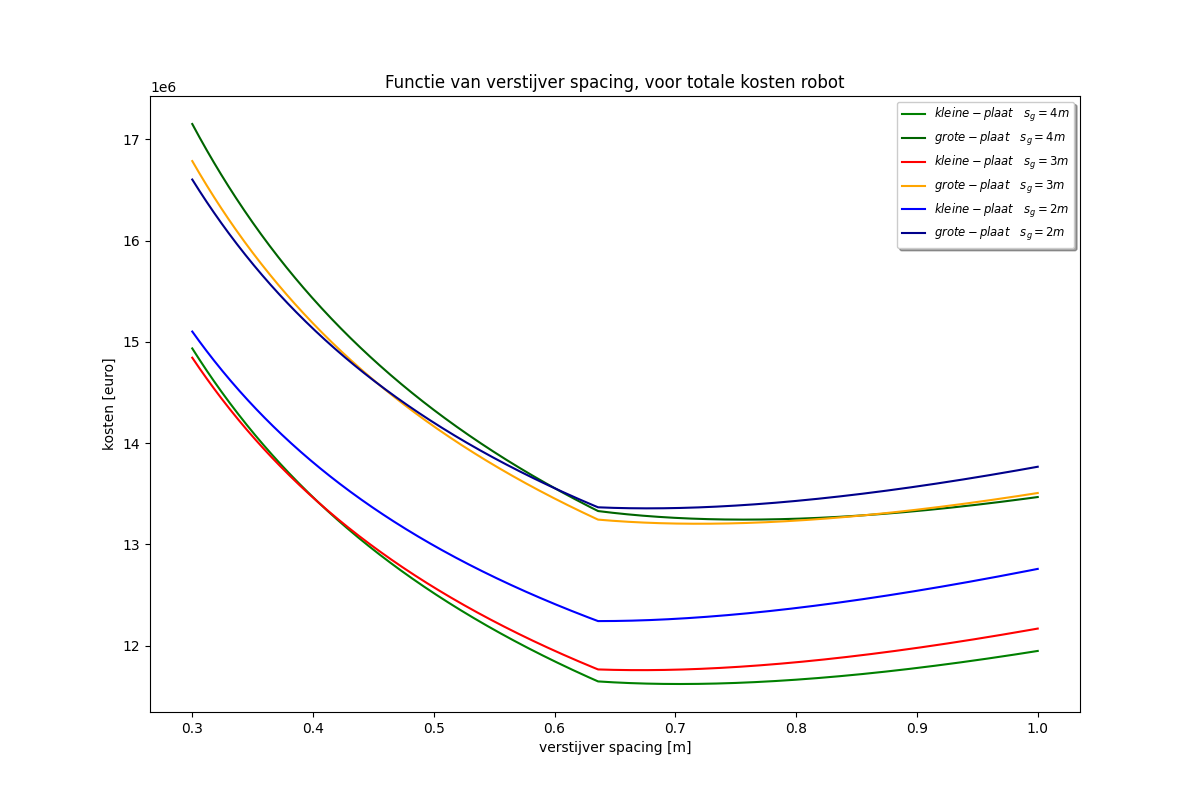 Functie van verstijver spacing, voor totale kosten robot
1e6
kleine − plaat s_g = 4m
grote − plaat s_g = 4m
kleine − plaat s_g = 3m
grote − plaat s_g = 3m
kleine − plaat s_g = 2m
grote − plaat s_g = 2m
17
16
15
14
13
12
kosten [euro]
0.3 0.4 0.5 0.6 0.7 0.8 0.9 1.0
verstijver spacing [m]